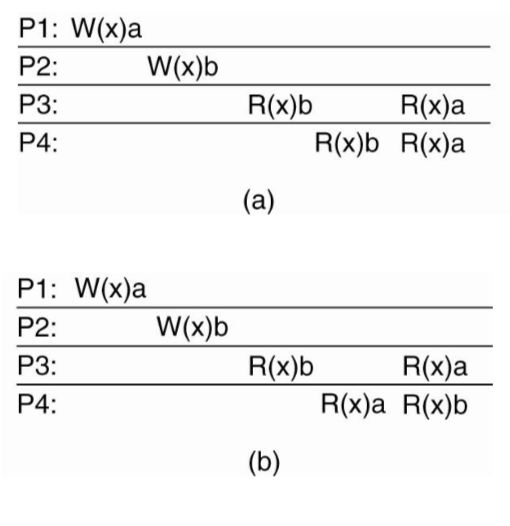 P1: W(x)a
P2: W(x)b
P3: R(x)b R(x)a
P4: R(x)b R(x)a
(a)
P1: W(x)a
P2: W(x)b
P3: R(x)b R(x)a
P4: R(x)a R(x)b
(b)